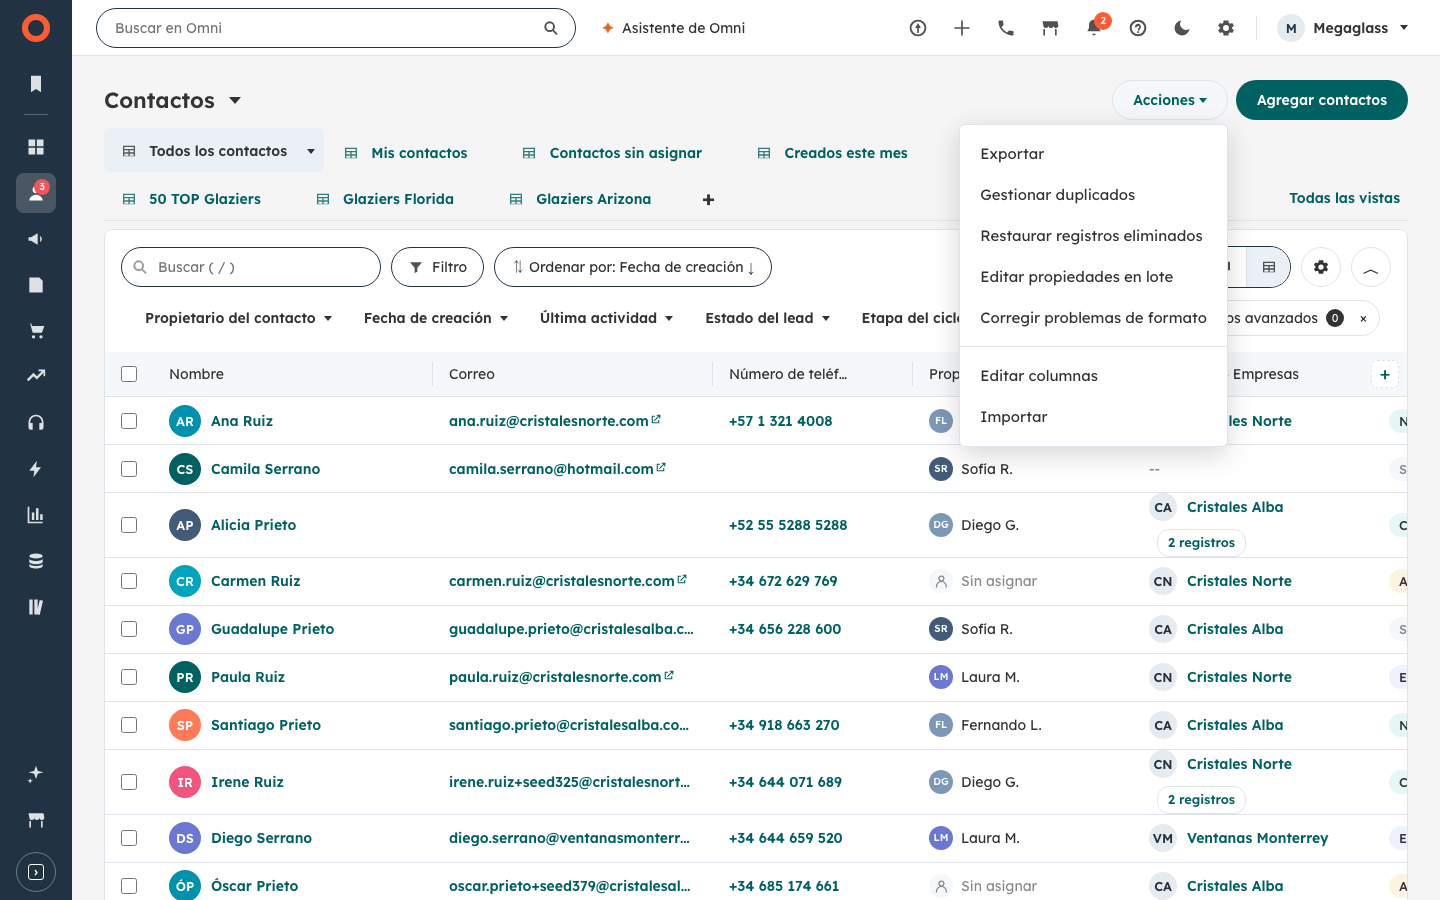 Buscar en Omni
Asistente de Omni
2
M
Megaglass
3
Contactos
Acciones
Agregar contactos
Todos los contactos
Mis contactos
Contactos sin asignar
Creados este mes
50 TOP Glaziers
Glaziers Florida
Glaziers Arizona
Todas las vistas
Exportar
Gestionar duplicados
Restaurar registros eliminados
Editar propiedades en lote
Corregir problemas de formato
Editar columnas
Importar
Buscar ( / )
Filtro
Ordenar por: Fecha de creación ↓
Propietario del contacto
Fecha de creación
Última actividad
Estado del lead
Etapa del ciclo
os avanzados 0 ×
Nombre
Correo
Número de teléf...
Prop
Empresas
+
AR Ana Ruiz ana.ruiz@cristalesnorte.com +57 1 321 4008 FL les Norte N
CS Camila Serrano camila.serrano@hotmail.com SR Sofía R. -- S
AP Alicia Prieto +52 55 5288 5288 DG Diego G. CA Cristales Alba C
2 registros
CR Carmen Ruiz carmen.ruiz@cristalesnorte.com +34 672 629 769 Sin asignar CN Cristales Norte A
GP Guadalupe Prieto guadalupe.prieto@cristalesalba.c... +34 656 228 600 SR Sofía R. CA Cristales Alba S
PR Paula Ruiz paula.ruiz@cristalesnorte.com LM Laura M. CN Cristales Norte E
SP Santiago Prieto santiago.prieto@cristalesalba.co... +34 918 663 270 FL Fernando L. CA Cristales Alba N
IR Irene Ruiz irene.ruiz+seed325@cristalesnort... +34 644 071 689 DG Diego G. CN Cristales Norte C
2 registros
DS Diego Serrano diego.serrano@ventanasmonterr... +34 644 659 520 LM Laura M. VM Ventanas Monterrey E
ÓP Óscar Prieto oscar.prieto+seed379@cristalesal... +34 685 174 661 Sin asignar CA Cristales Alba A